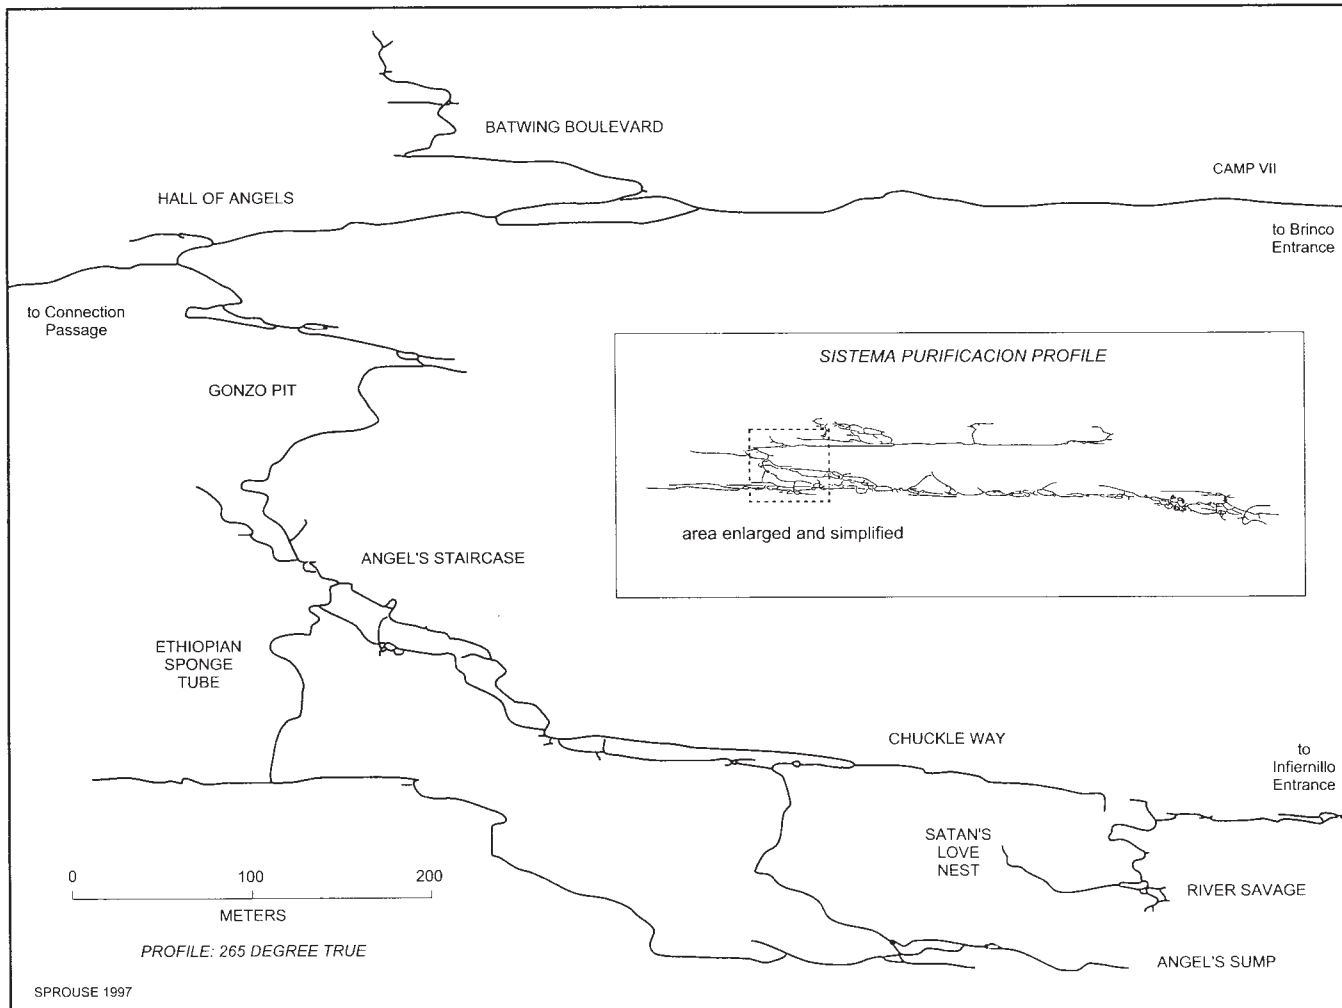 BATWING BOULEVARD
CAMP VII
HALL OF ANGELS
to Brinco
Entrance
to Connection
Passage
SISTEMA PURIFICACION PROFILE
GONZO PIT
area enlarged and simplified
ANGEL'S STAIRCASE
ETHIOPIAN
SPONGE
TUBE
CHUCKLE WAY
to
Infiernillo
Entrance
SATAN'S
LOVE
NEST
0 100 200
METERS
RIVER SAVAGE
PROFILE: 265 DEGREE TRUE
ANGEL'S SUMP
SPROUSE 1997